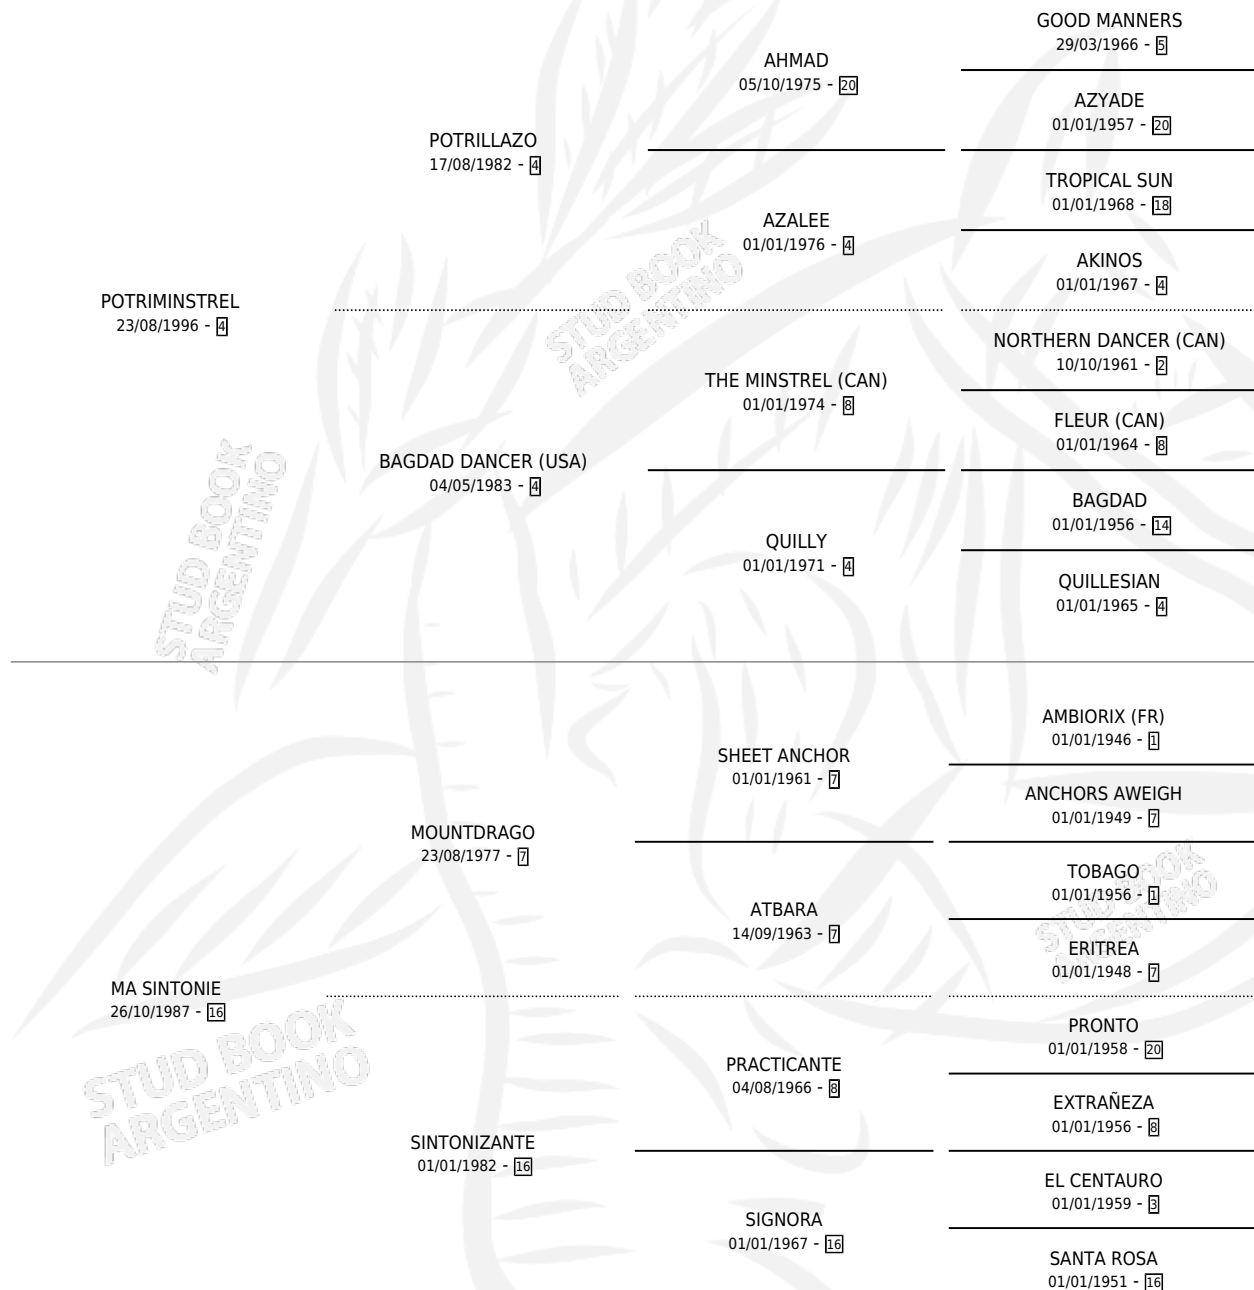 GOOD MANNERS
29/03/1966 - 5
AHMAD
05/10/1975 - 20
AZYADE
01/01/1957 - 20
POTRILLAZO
17/08/1982 - 4
TROPICAL SUN
01/01/1968 - 18
AZALEE
01/01/1976 - 4
AKINOS
01/01/1967 - 4
POTRIMINSTREL
23/08/1996 - 4
STUD BOOK
ARGENTINO
NORTHERN DANCER (CAN)
10/10/1961 - 2
THE MINSTREL (CAN)
01/01/1974 - 8
FLEUR (CAN)
01/01/1964 - 8
BAGDAD DANCER (USA)
04/05/1983 - 4
BAGDAD
01/01/1956 - 14
QUILLY
01/01/1971 - 4
QUILLESIAN
01/01/1965 - 4
STUD BOOK
ARGENTINO
AMBIORIX (FR)
01/01/1946 - 1
SHEET ANCHOR
01/01/1961 - 7
ANCHORS AWEIGH
01/01/1949 - 7
MOUNTDRAGO
23/08/1977 - 7
TOBAGO
01/01/1956 - 1
ATBARA
14/09/1963 - 7
ERITREA
01/01/1948 - 7
STUD BOOK
ARGENTINO
MA SINTONIE
26/10/1987 - 16
PRONTO
01/01/1958 - 20
PRACTICANTE
04/08/1966 - 8
EXTRAÑEZA
01/01/1956 - 8
STUD BOOK
ARGENTINO
SINTONIZANTE
01/01/1982 - 16
EL CENTAURO
01/01/1959 - 3
SIGNORA
01/01/1967 - 16
SANTA ROSA
01/01/1951 - 16